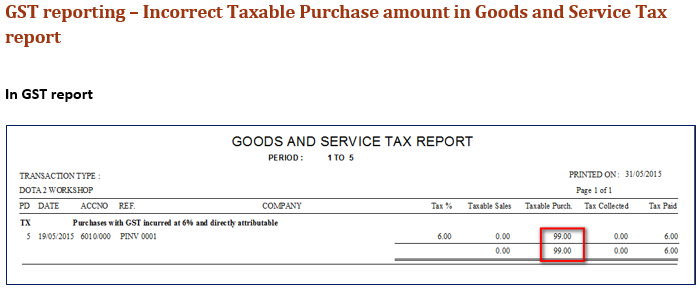 GST reporting – Incorrect Taxable Purchase amount in Goods and Service Tax
report
In GST report
GOODS AND SERVICE TAX REPORT
PERIOD : 1 TO 5
TRANSACTION TYPE : PRINTED ON : 31/05/2015
DOTA 2 WORKSHOP Page 1 of 1
PD DATE ACCNO REF. COMPANY Tax % Taxable Sales Taxable Purch. Tax Collected Tax Paid
TX Purchases with GST incurred at 6% and directly attributable
5 19/05/2015 6010/000 PINV 0001 6.00 0.00 99.00 0.00 6.00
0.00 99.00 0.00 6.00